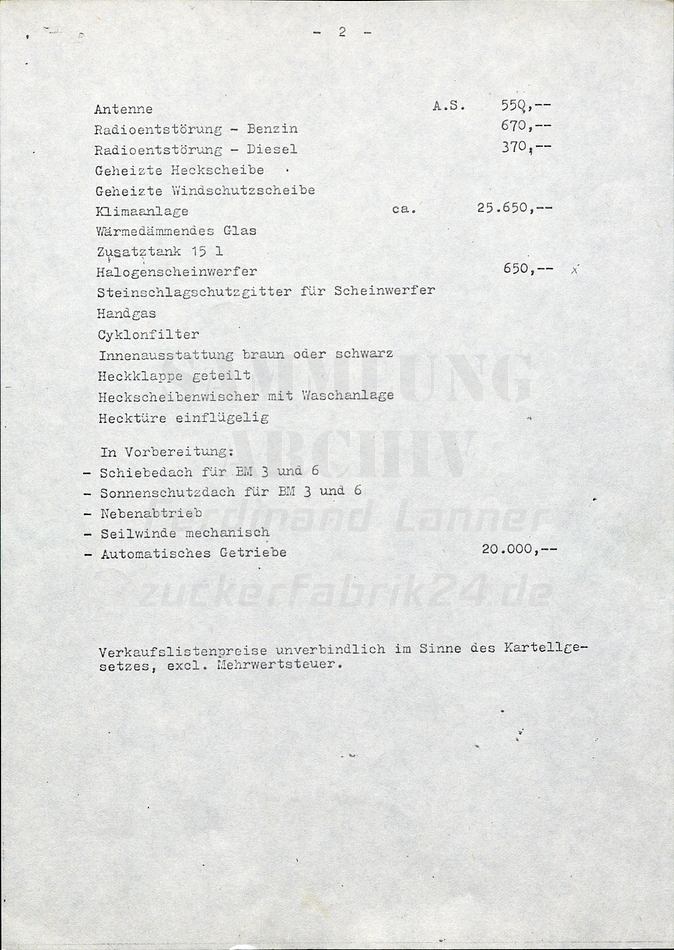 - 2 -
Antenne A.S. 550,--
Radioentstörung - Benzin 670,--
Radioentstörung - Diesel 370,--
Geheizte Heckscheibe
Geheizte Windschutzscheibe
Klimaanlage ca. 25.650,--
Wärmedämmendes Glas
Zusatztank 15 l
Halogenscheinwerfer 650,-- x
Steinschlagschutzgitter für Scheinwerfer
Handgas
Cyklonfilter
Innenausstattung braun oder schwarz
Heckklappe geteilt
Heckscheibenwischer mit Waschanlage
Hecktüre einflügelig
In Vorbereitung:
- Schiebedach für BM 3 und 6
- Sonnenschutzdach für BM 3 und 6
- Nebenabtrieb
- Seilwinde mechanisch
- Automatisches Getriebe 20.000,--
Verkaufslistenpreise unverbindlich im Sinne des Kartellge-
setzes, excl. Mehrwertsteuer.
SAMMLUNG
ARCHIV
Ferdinand Lanner
zuckerfabrik24.de